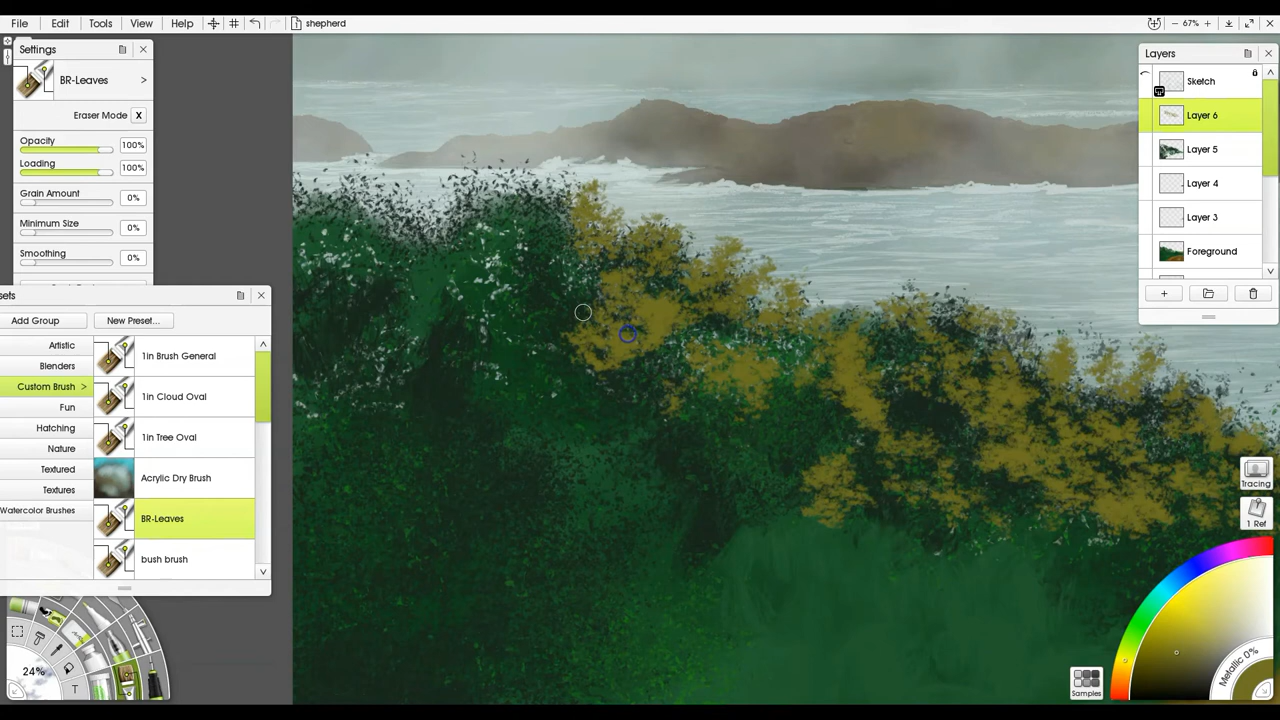 File Edit Tools View Help shepherd 67%
Settings
BR-Leaves >
Eraser Mode X
Opacity 100%
Loading 100%
Grain Amount 0%
Minimum Size 0%
Smoothing 0%
sets
Add Group New Preset...
Artistic
Blenders
Custom Brush >
Fun
Hatching
Nature
Textured
Textures
Watercolor Brushes
1in Brush General
1in Cloud Oval
1in Tree Oval
Acrylic Dry Brush
BR-Leaves
bush brush
24%
T
Layers
Sketch
Layer 6
Layer 5
Layer 4
Layer 3
Foreground
Tracing
1 Ref
Samples
Metallic 0%